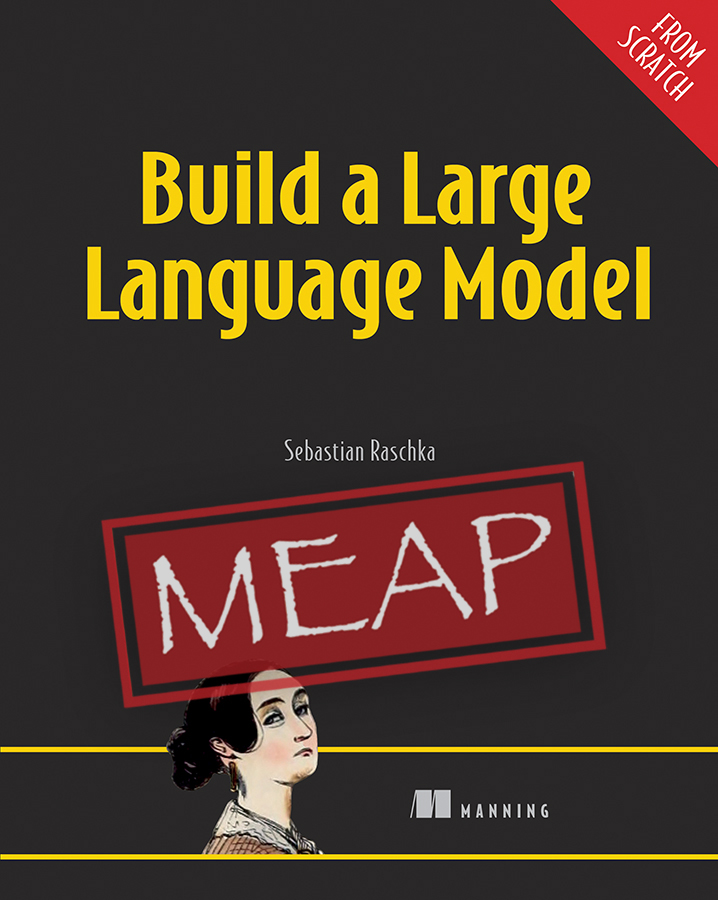 FROM
SCRATCH
Build a Large
Language Model
Sebastian Raschka
MEAP
MANNING